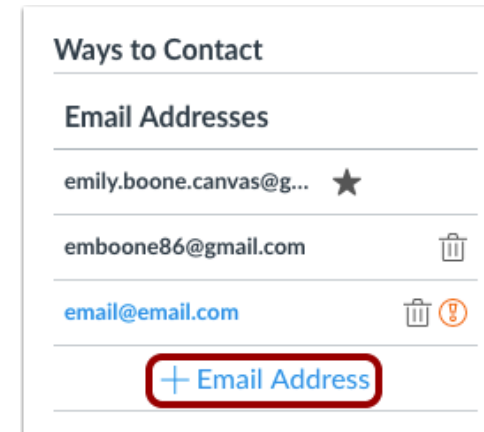 Ways to Contact
Email Addresses
emily.boone.canvas@g...
emboone86@gmail.com
email@email.com
+ Email Address